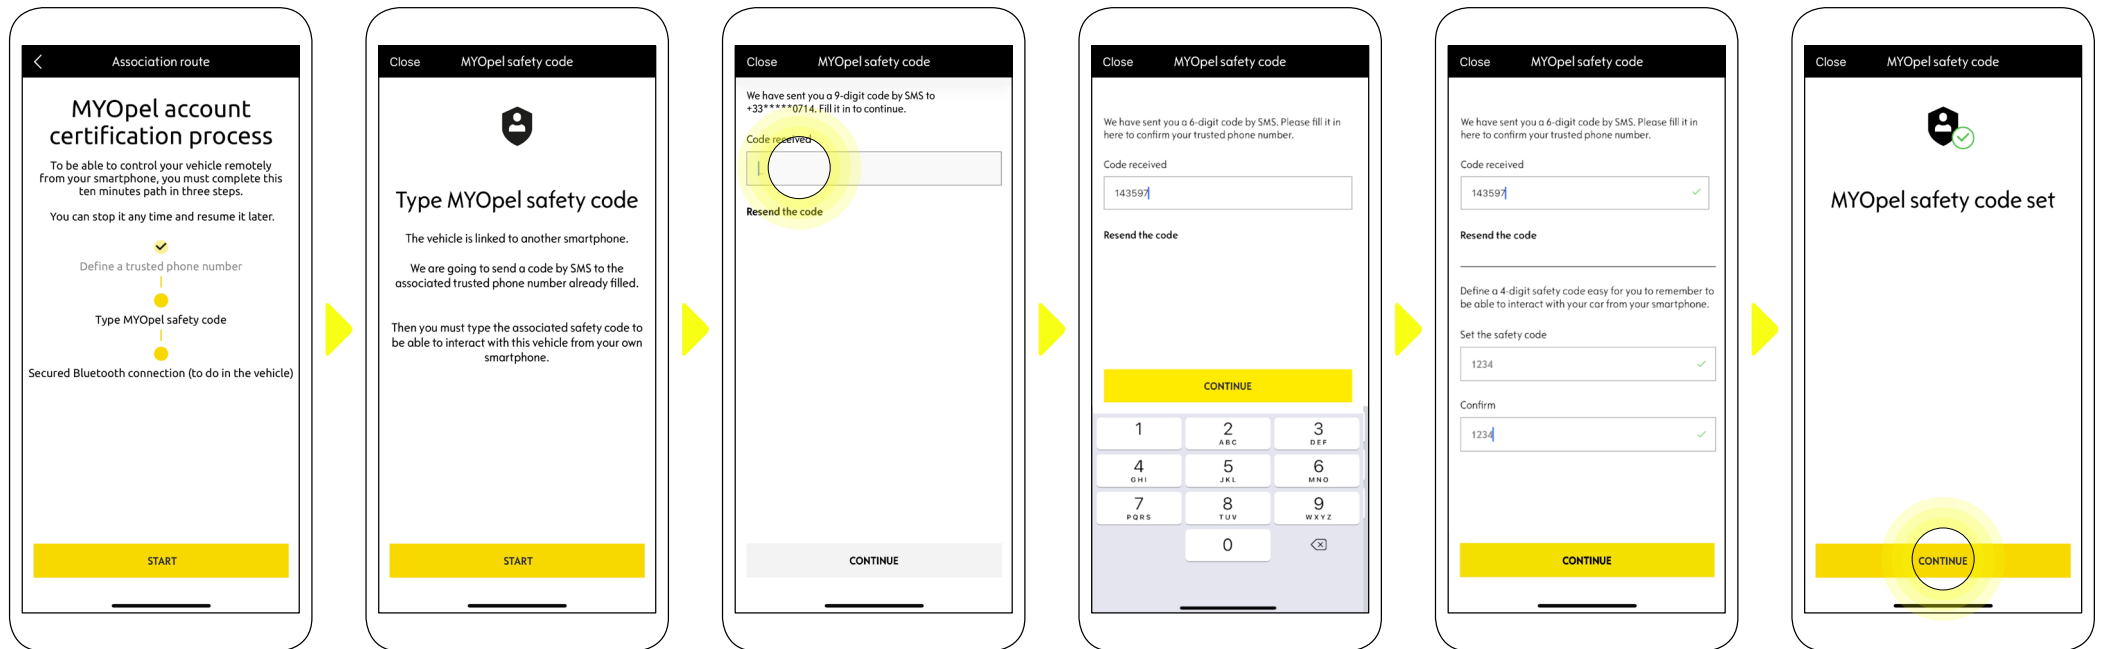 Association route
MYOpel account
certification process
To be able to control your vehicle remotely
from your smartphone, you must complete this
ten minutes path in three steps.
You can stop it any time and resume it later.
Define a trusted phone number
Type MYOpel safety code
Secured Bluetooth connection (to do in the vehicle)
START
Close MYOpel safety code
Type MYOpel safety code
The vehicle is linked to another smartphone.
We are going to send a code by SMS to the
associated trusted phone number already filled.
Then you must type the associated safety code to
be able to interact with this vehicle from your own
smartphone.
START
Close MYOpel safety code
We have sent you a 9-digit code by SMS to
+33*****0714. Fill it in to continue.
Code received
Resend the code
CONTINUE
Close MYOpel safety code
We have sent you a 6-digit code by SMS. Please fill it in
here to confirm your trusted phone number.
Code received
143597
Resend the code
CONTINUE
1 2 3
ABC DEF
4 5 6
GHI JKL MNO
7 8 9
PQRS TUV WXYZ
0
Close MYOpel safety code
We have sent you a 6-digit code by SMS. Please fill it in
here to confirm your trusted phone number.
Code received
143597
Resend the code
Define a 4-digit safety code easy for you to remember to
be able to interact with your car from your smartphone.
Set the safety code
1234
Confirm
1234
CONTINUE
Close MYOpel safety code
MYOpel safety code set
CONTINUE